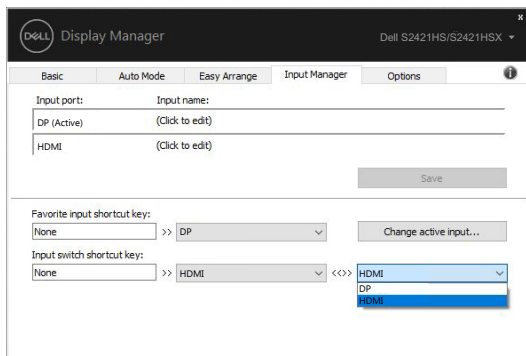 x
DELL Display Manager Dell S2421HS/S2421HSX
Basic Auto Mode Easy Arrange Input Manager Options
Input port: Input name:
DP (Active) (Click to edit)
HDMI (Click to edit)
Save
Favorite input shortcut key:
None >> DP Change active input...
Input switch shortcut key:
None >> HDMI <<>> HDMI
DP
HDMI